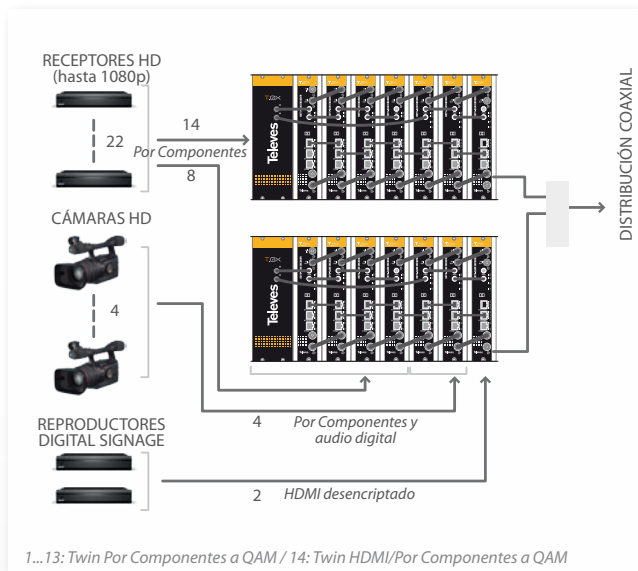 RECEPTORES HD
(hasta 1080p)
22
14
Por Componentes
8
T.0X
Televes
DISTRIBUCIÓN COAXIAL
CÁMARAS HD
4
T.0X
Televes
4
Por Componentes y
audio digital
REPRODUCTORES
DIGITAL SIGNAGE
2
HDMI desencriptado
1...13: Twin Por Componentes a QAM / 14: Twin HDMI/Por Componentes a QAM